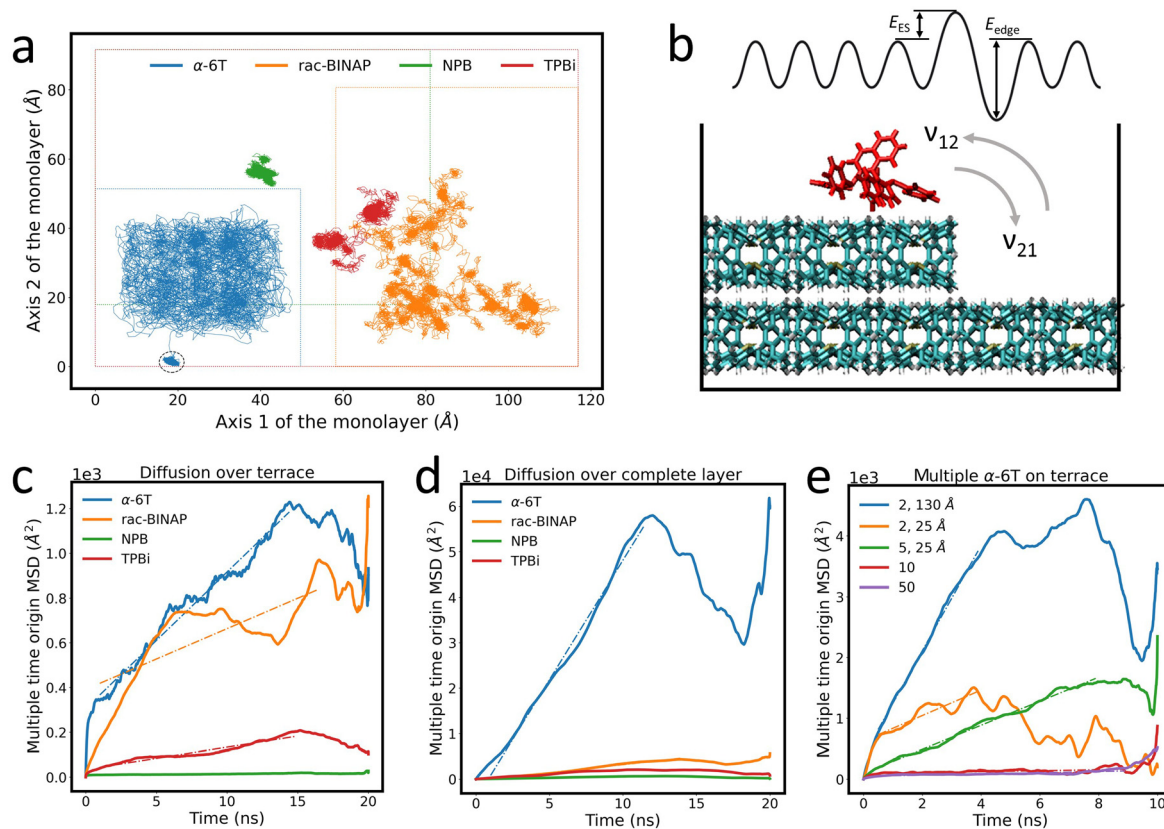 a
α-6T rac-BINAP NPB TPBi
Axis 2 of the monolayer (Å)
80
60
40
20
0
0 20 40 60 80 100 120
Axis 1 of the monolayer (Å)
b
E_ES
E_edge
ν12
ν21
c
1e3
Diffusion over terrace
α-6T
rac-BINAP
NPB
TPBi
Multiple time origin MSD (Å²)
1.2
1.0
0.8
0.6
0.4
0.2
0.0
0 5 10 15 20
Time (ns)
d
1e4
Diffusion over complete layer
α-6T
rac-BINAP
NPB
TPBi
Multiple time origin MSD (Å²)
6
5
4
3
2
1
0
0 5 10 15 20
Time (ns)
e
1e3
Multiple α-6T on terrace
2, 130 Å
2, 25 Å
5, 25 Å
10
50
Multiple time origin MSD (Å²)
4
3
2
1
0
0 2 4 6 8 10
Time (ns)